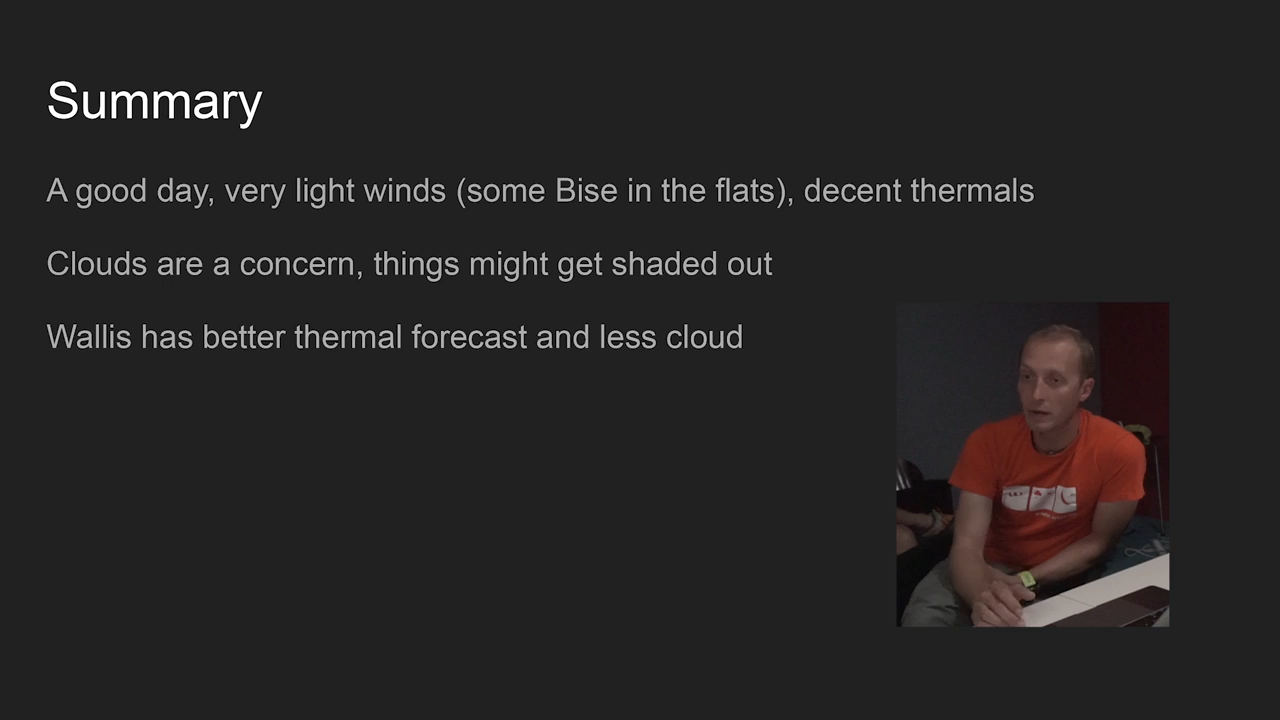 Summary
A good day, very light winds (some Bise in the flats), decent thermals
Clouds are a concern, things might get shaded out
Wallis has better thermal forecast and less cloud